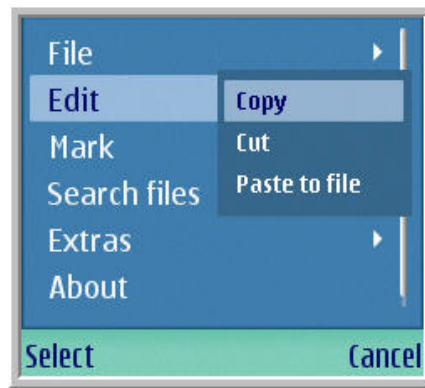 File
Edit
Copy
Mark
Cut
Search files
Paste to file
Extras
About
Select Cancel